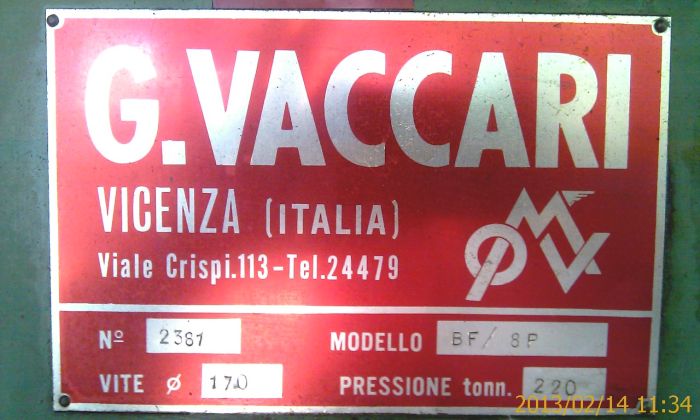 G.VACCARI
VICENZA (ITALIA)
Viale Crispi.113-Tel.24479
Nº 2381 MODELLO BF/ 8P
VITE Ø 170 PRESSIONE tonn. 220
2013/02/14 11:34